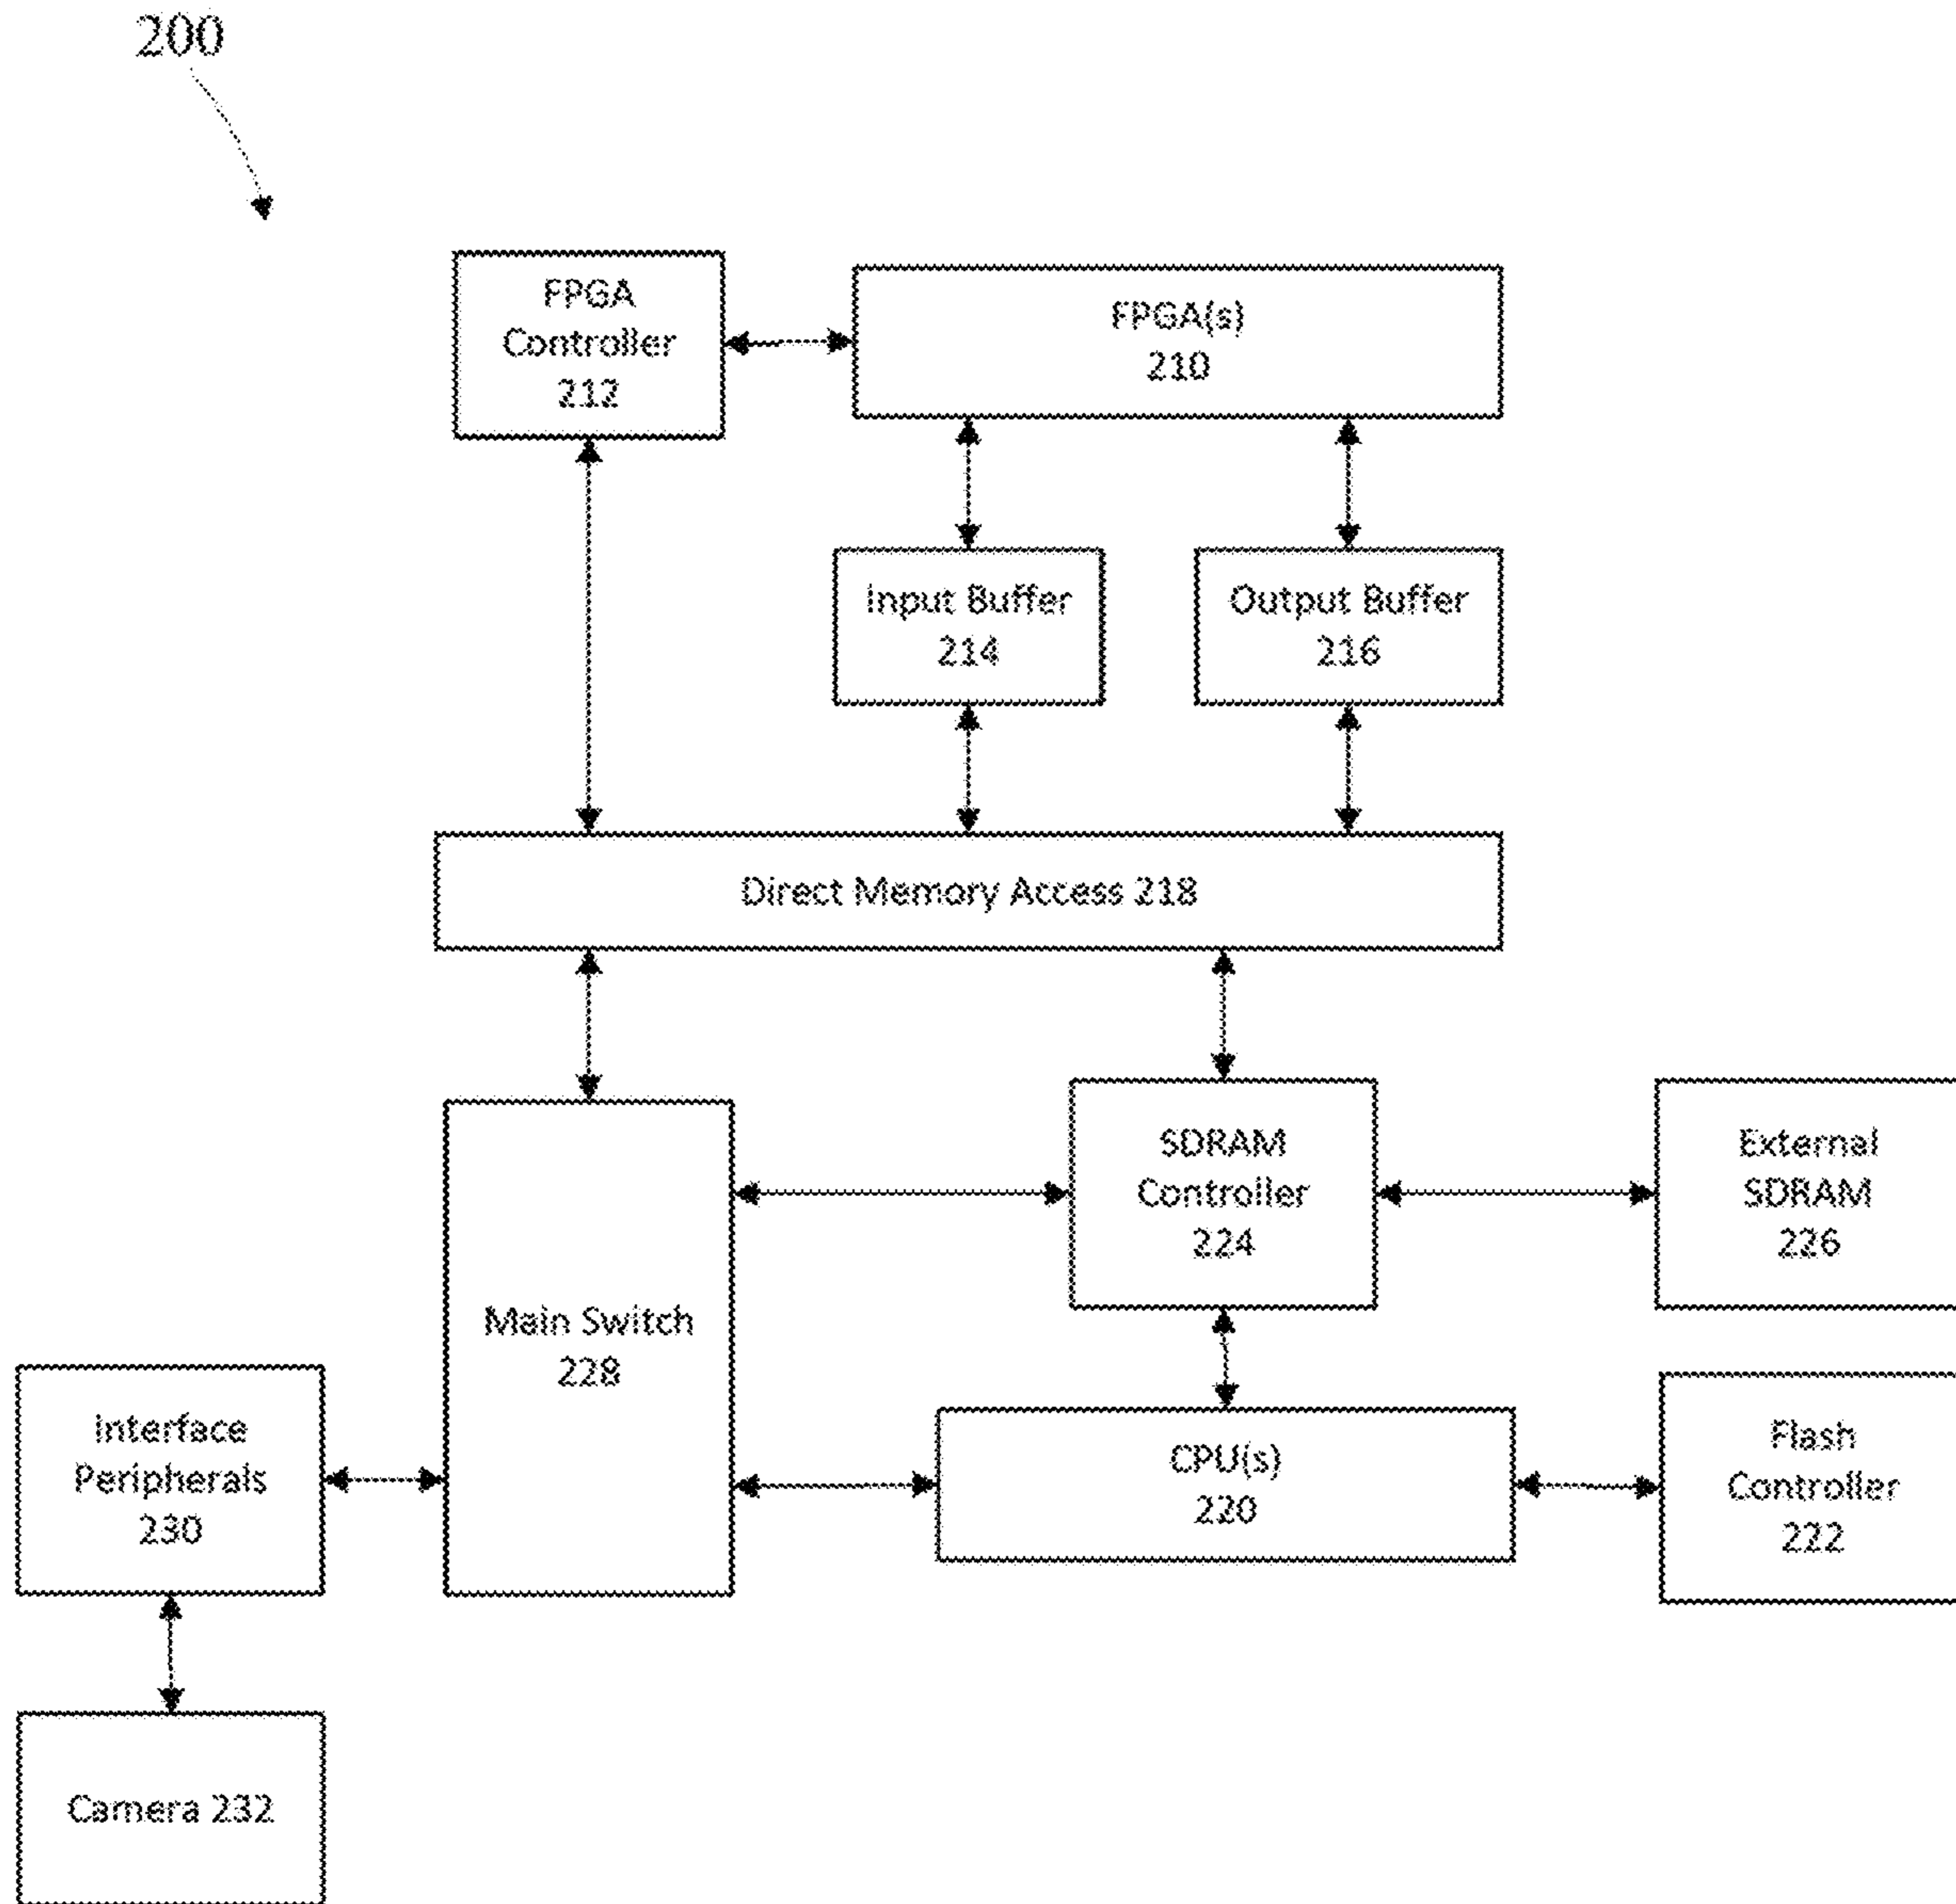 200
FPGA
Controller
212
FPGA(s)
210
Input Buffer
214
Output Buffer
216
Direct Memory Access 218
Main Switch
228
SDRAM
Controller
224
External
SDRAM
226
Interface
Peripherals
230
CPU(s)
220
Flash
Controller
222
Camera 232